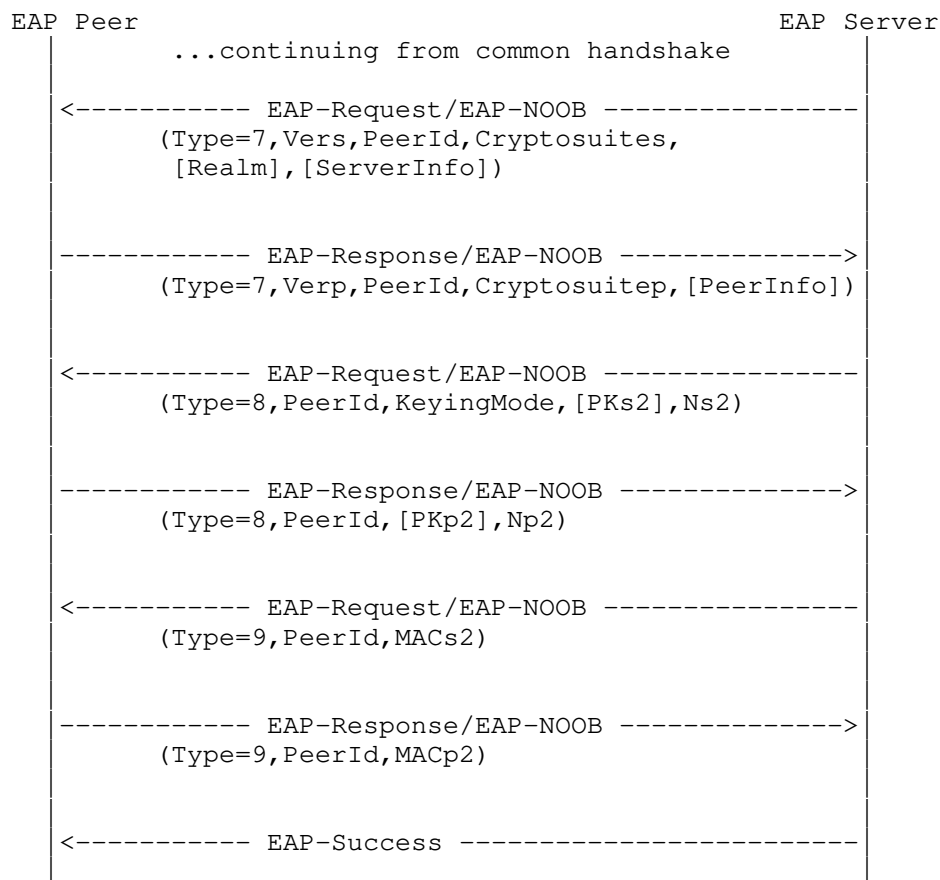 EAP Peer EAP Server
...continuing from common handshake
<----------- EAP-Request/EAP-NOOB ----------------
(Type=7,Vers,PeerId,Cryptosuites,
[Realm],[ServerInfo])
------------ EAP-Response/EAP-NOOB -------------->
(Type=7,Verp,PeerId,Cryptosuitep,[PeerInfo])
<----------- EAP-Request/EAP-NOOB ----------------
(Type=8,PeerId,KeyingMode,[PKs2],Ns2)
------------ EAP-Response/EAP-NOOB -------------->
(Type=8,PeerId,[PKp2],Np2)
<----------- EAP-Request/EAP-NOOB ----------------
(Type=9,PeerId,MACs2)
------------ EAP-Response/EAP-NOOB -------------->
(Type=9,PeerId,MACp2)
<----------- EAP-Success -------------------------